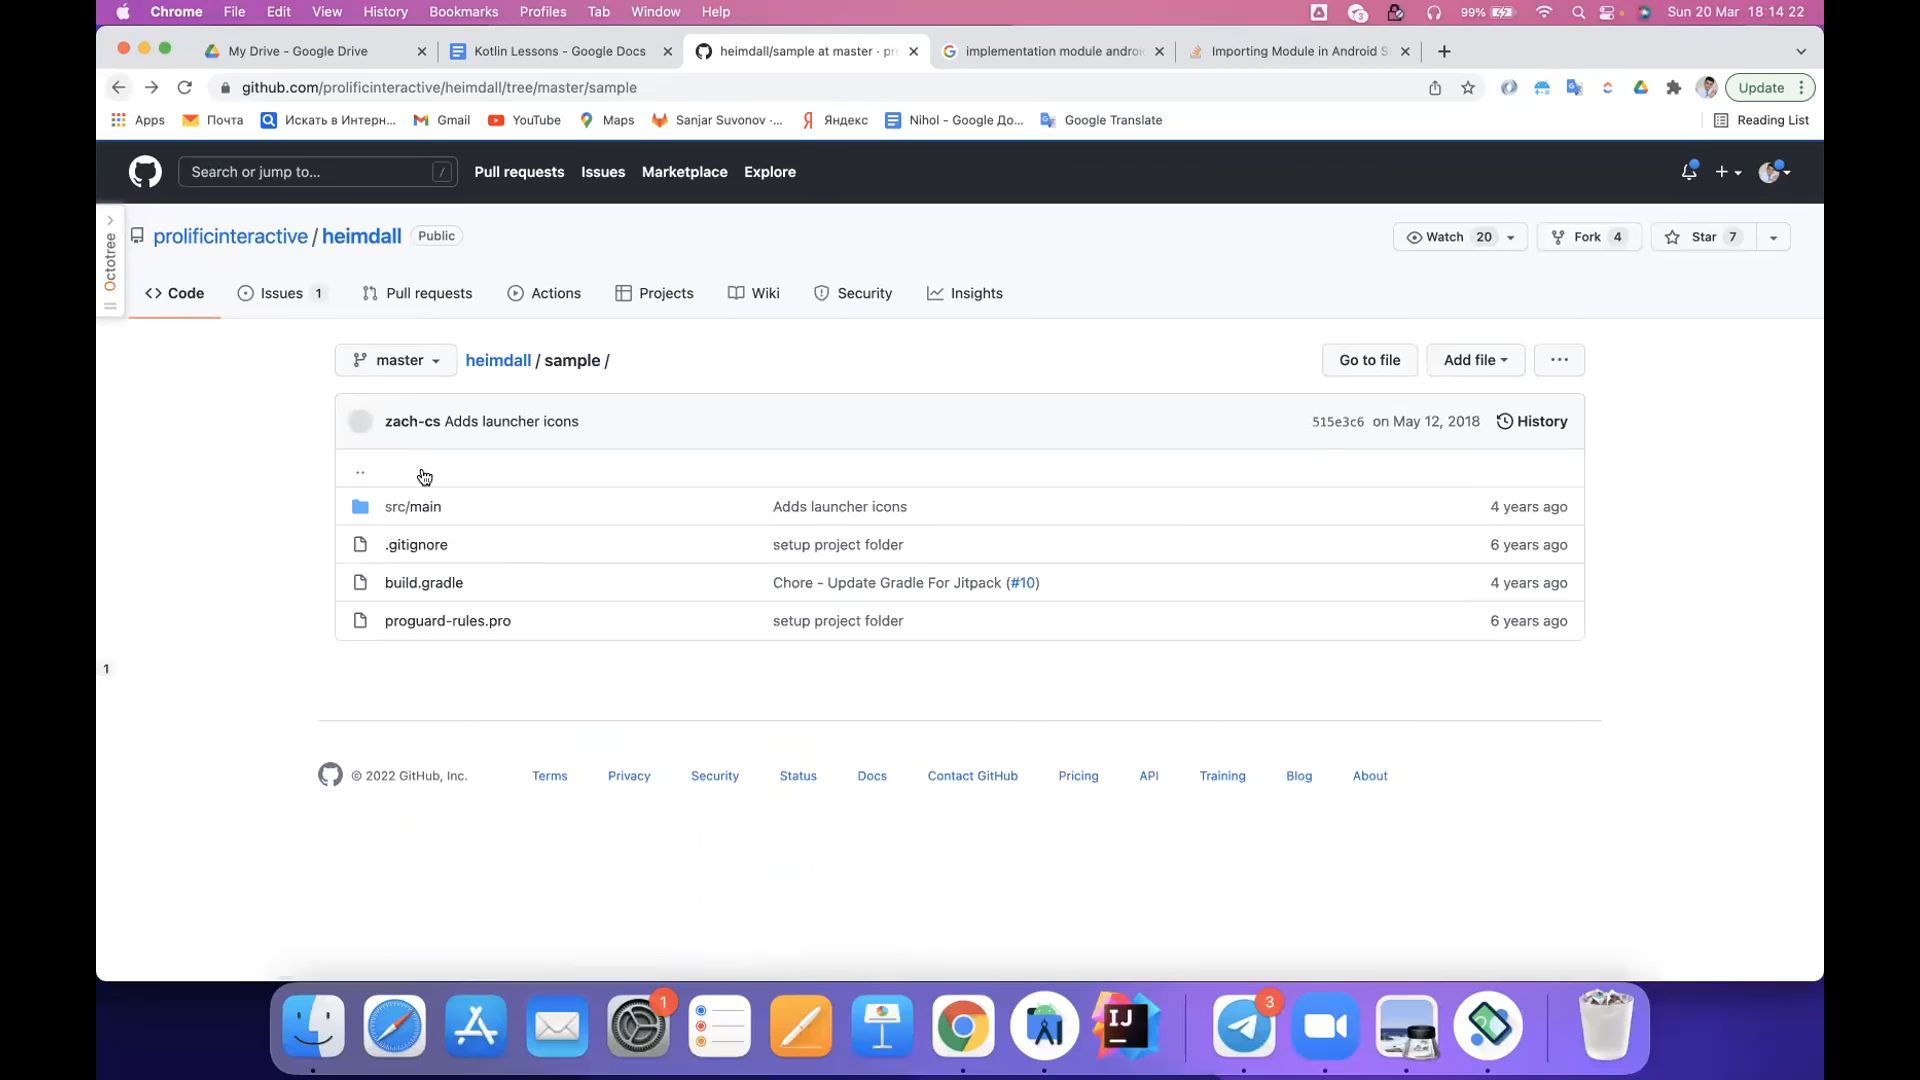 Chrome File Edit View History Bookmarks Profiles Tab Window Help 3 99% Sun 20 Mar 18 14 22
My Drive - Google Drive Kotlin Lessons - Google Docs heimdall/sample at master · pr implementation module androi Importing Module in Android S
github.com/prolificinteractive/heimdall/tree/master/sample Update
Apps Почта Искать в Интерн... Gmail YouTube Maps Sanjar Suvonov -... Яндекс Nihol - Google До... Google Translate Reading List
Search or jump to... / Pull requests Issues Marketplace Explore
Octotree
prolificinteractive / heimdall Public Watch 20 Fork 4 Star 7
<> Code Issues 1 Pull requests Actions Projects Wiki Security Insights
master heimdall / sample / Go to file Add file ...
zach-cs Adds launcher icons 515e3c6 on May 12, 2018 History
..
src/main Adds launcher icons 4 years ago
.gitignore setup project folder 6 years ago
build.gradle Chore - Update Gradle For Jitpack (#10) 4 years ago
proguard-rules.pro setup project folder 6 years ago
1
© 2022 GitHub, Inc. Terms Privacy Security Status Docs Contact GitHub Pricing API Training Blog About
1 IJ 3